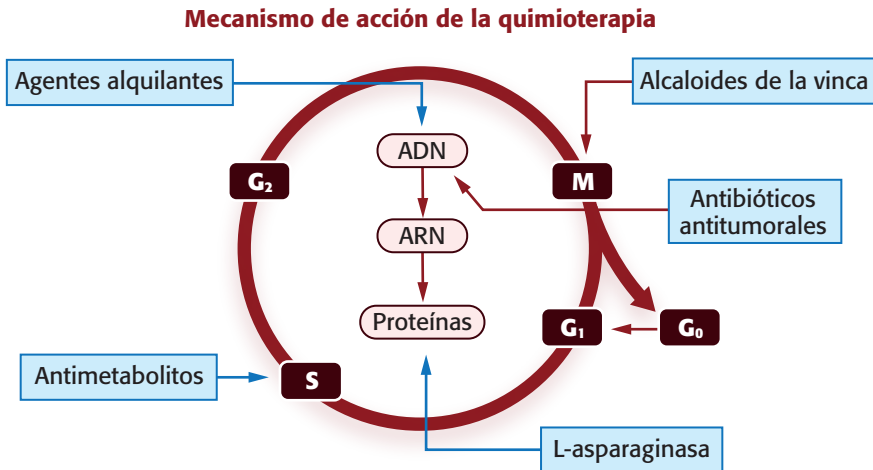 Mecanismo de acción de la quimioterapia
Agentes alquilantes
Alcaloides de la vinca
ADN
G₂
M
Antibióticos
antitumorales
ARN
Proteínas
G₁
G₀
Antimetabolitos
S
L-asparaginasa